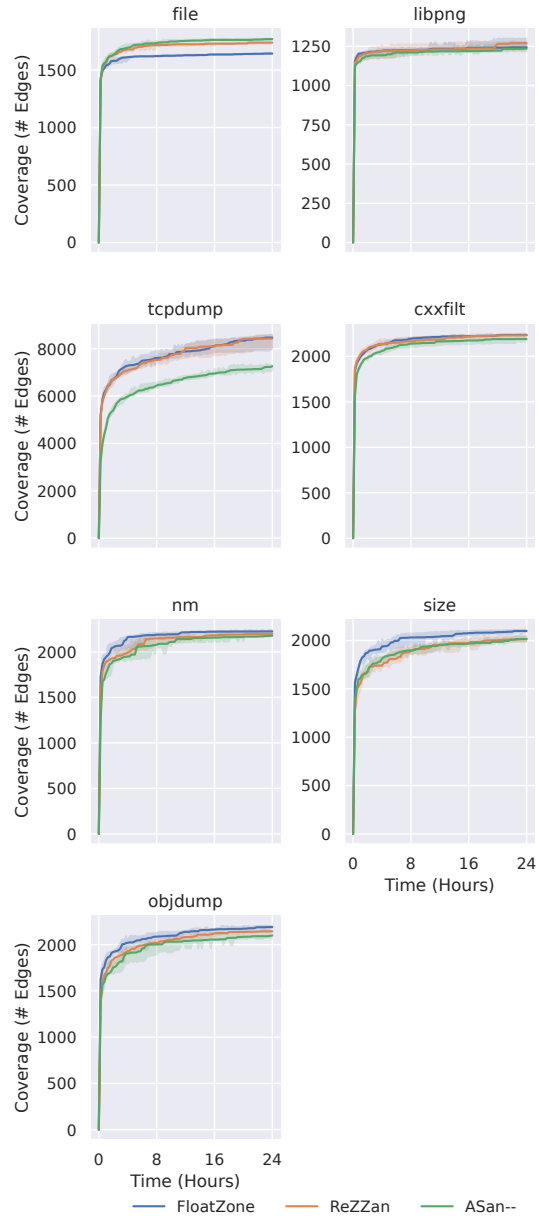 file
libpng
Coverage (# Edges)
1500
1000
500
0
1250
1000
750
500
250
0
tcpdump
cxxfilt
Coverage (# Edges)
8000
6000
4000
2000
0
2000
1500
1000
500
0
nm
size
Coverage (# Edges)
2000
1500
1000
500
0
2000
1500
1000
500
0
0 8 16 24
Time (Hours)
objdump
Coverage (# Edges)
2000
1500
1000
500
0
0 8 16 24
Time (Hours)
FloatZone ReZZan ASan--